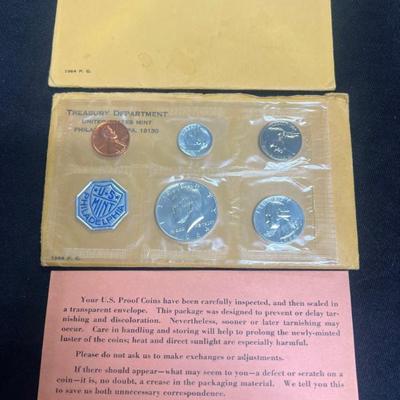 1964 P. C.
TREASURY DEPARTMENT
UNITED STATES MINT
PHILADELPHIA, PA. 19130
U·S
MINT
PHILADELPHIA
1964 P. C.
Your U.S. Proof Coins have been carefully inspected, and then sealed in
a transparent envelope. This package was designed to prevent or delay tar-
nishing and discoloration. Nevertheless, sooner or later tarnishing may
occur. Care in handling and storing will help to prolong the newly-minted
luster of the coins; heat and direct sunlight are especially harmful.
Please do not ask us to make exchanges or adjustments.
If there should appear—what may seem to you—a defect or scratch on a
coin—it is, no doubt, a crease in the packaging material. We tell you this
to save us both unnecessary correspondence.